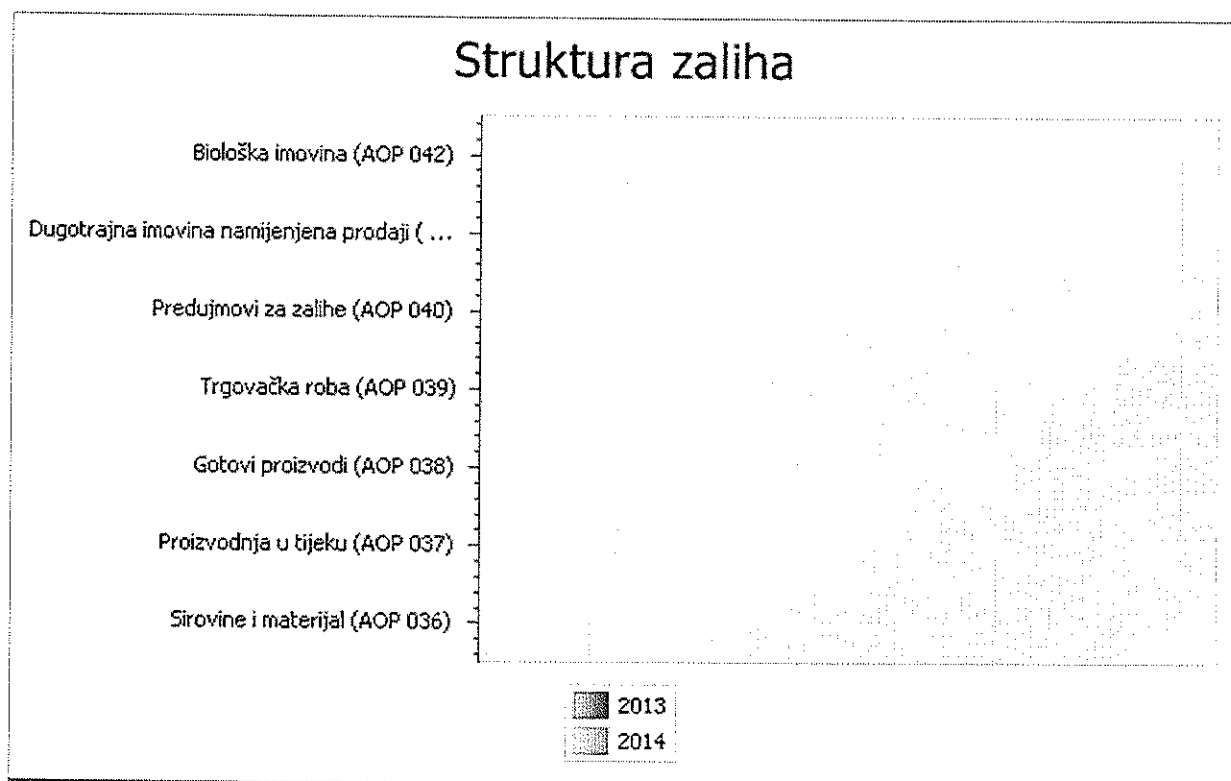 Struktura zaliha
Biološka imovina (AOP 042)
Dugotrajna imovina namijenjena prodaji ( ...
Predujmovi za zalihe (AOP 040)
Trgovačka roba (AOP 039)
Gotovi proizvodi (AOP 038)
Proizvodnja u tijeku (AOP 037)
Sirovine i materijal (AOP 036)
2013
2014